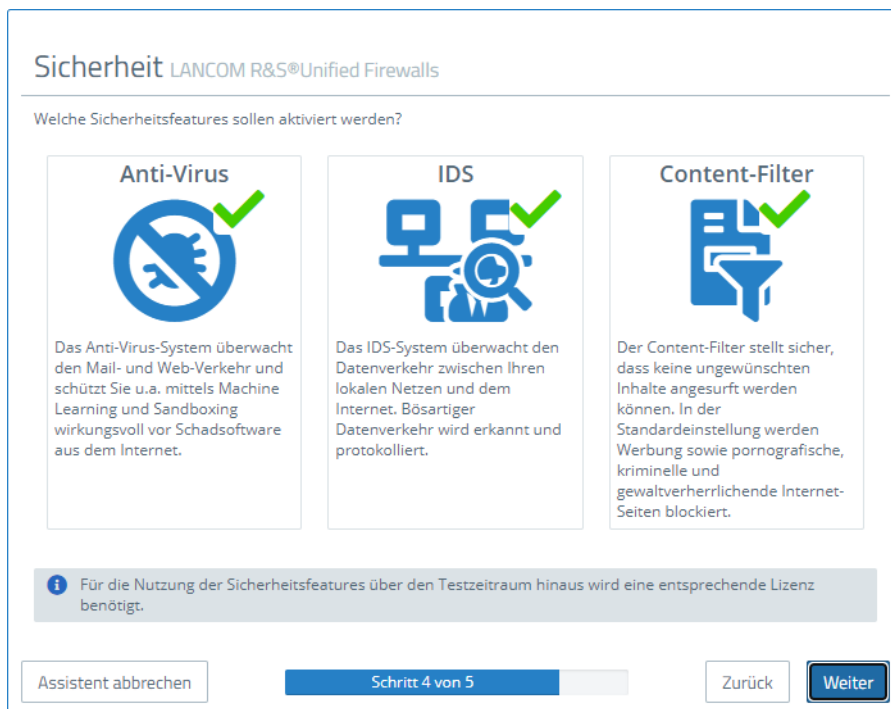 Sicherheit LANCOM R&S®Unified Firewalls
Welche Sicherheitsfeatures sollen aktiviert werden?
Anti-Virus
Das Anti-Virus-System überwacht
den Mail- und Web-Verkehr und
schützt Sie u.a. mittels Machine
Learning und Sandboxing
wirkungsvoll vor Schadsoftware
aus dem Internet.
IDS
Das IDS-System überwacht den
Datenverkehr zwischen Ihren
lokalen Netzen und dem
Internet. Bösartiger
Datenverkehr wird erkannt und
protokolliert.
Content-Filter
Der Content-Filter stellt sicher,
dass keine ungewünschten
Inhalte angesurft werden
können. In der
Standardeinstellung werden
Werbung sowie pornografische,
kriminelle und
gewaltverherrlichende Internet-
Seiten blockiert.
Für die Nutzung der Sicherheitsfeatures über den Testzeitraum hinaus wird eine entsprechende Lizenz
benötigt.
Assistent abbrechen
Schritt 4 von 5
Zurück
Weiter